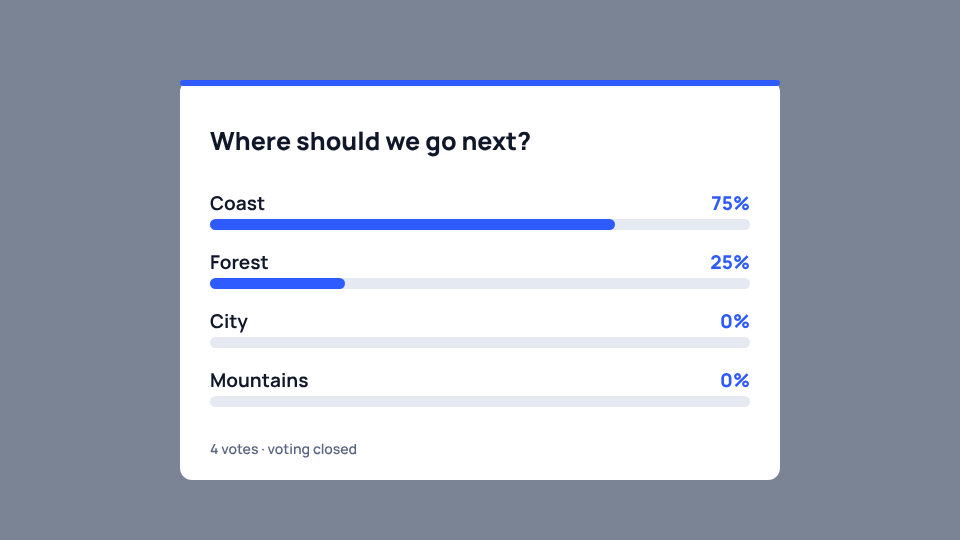 Where should we go next?
Coast 75%
Forest 25%
City 0%
Mountains 0%
4 votes · voting closed